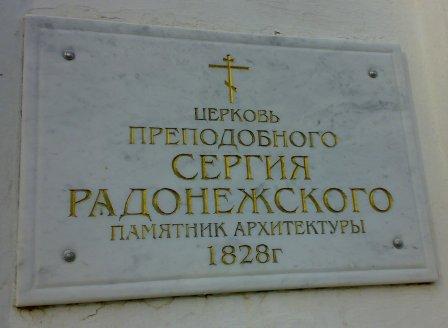 ЦЕРКОВЬ
ПРЕПОДОБНОГО
СЕРГИЯ
РАДОНЕЖСКОГО
ПАМЯТНИК АРХИТЕКТУРЫ
1828г